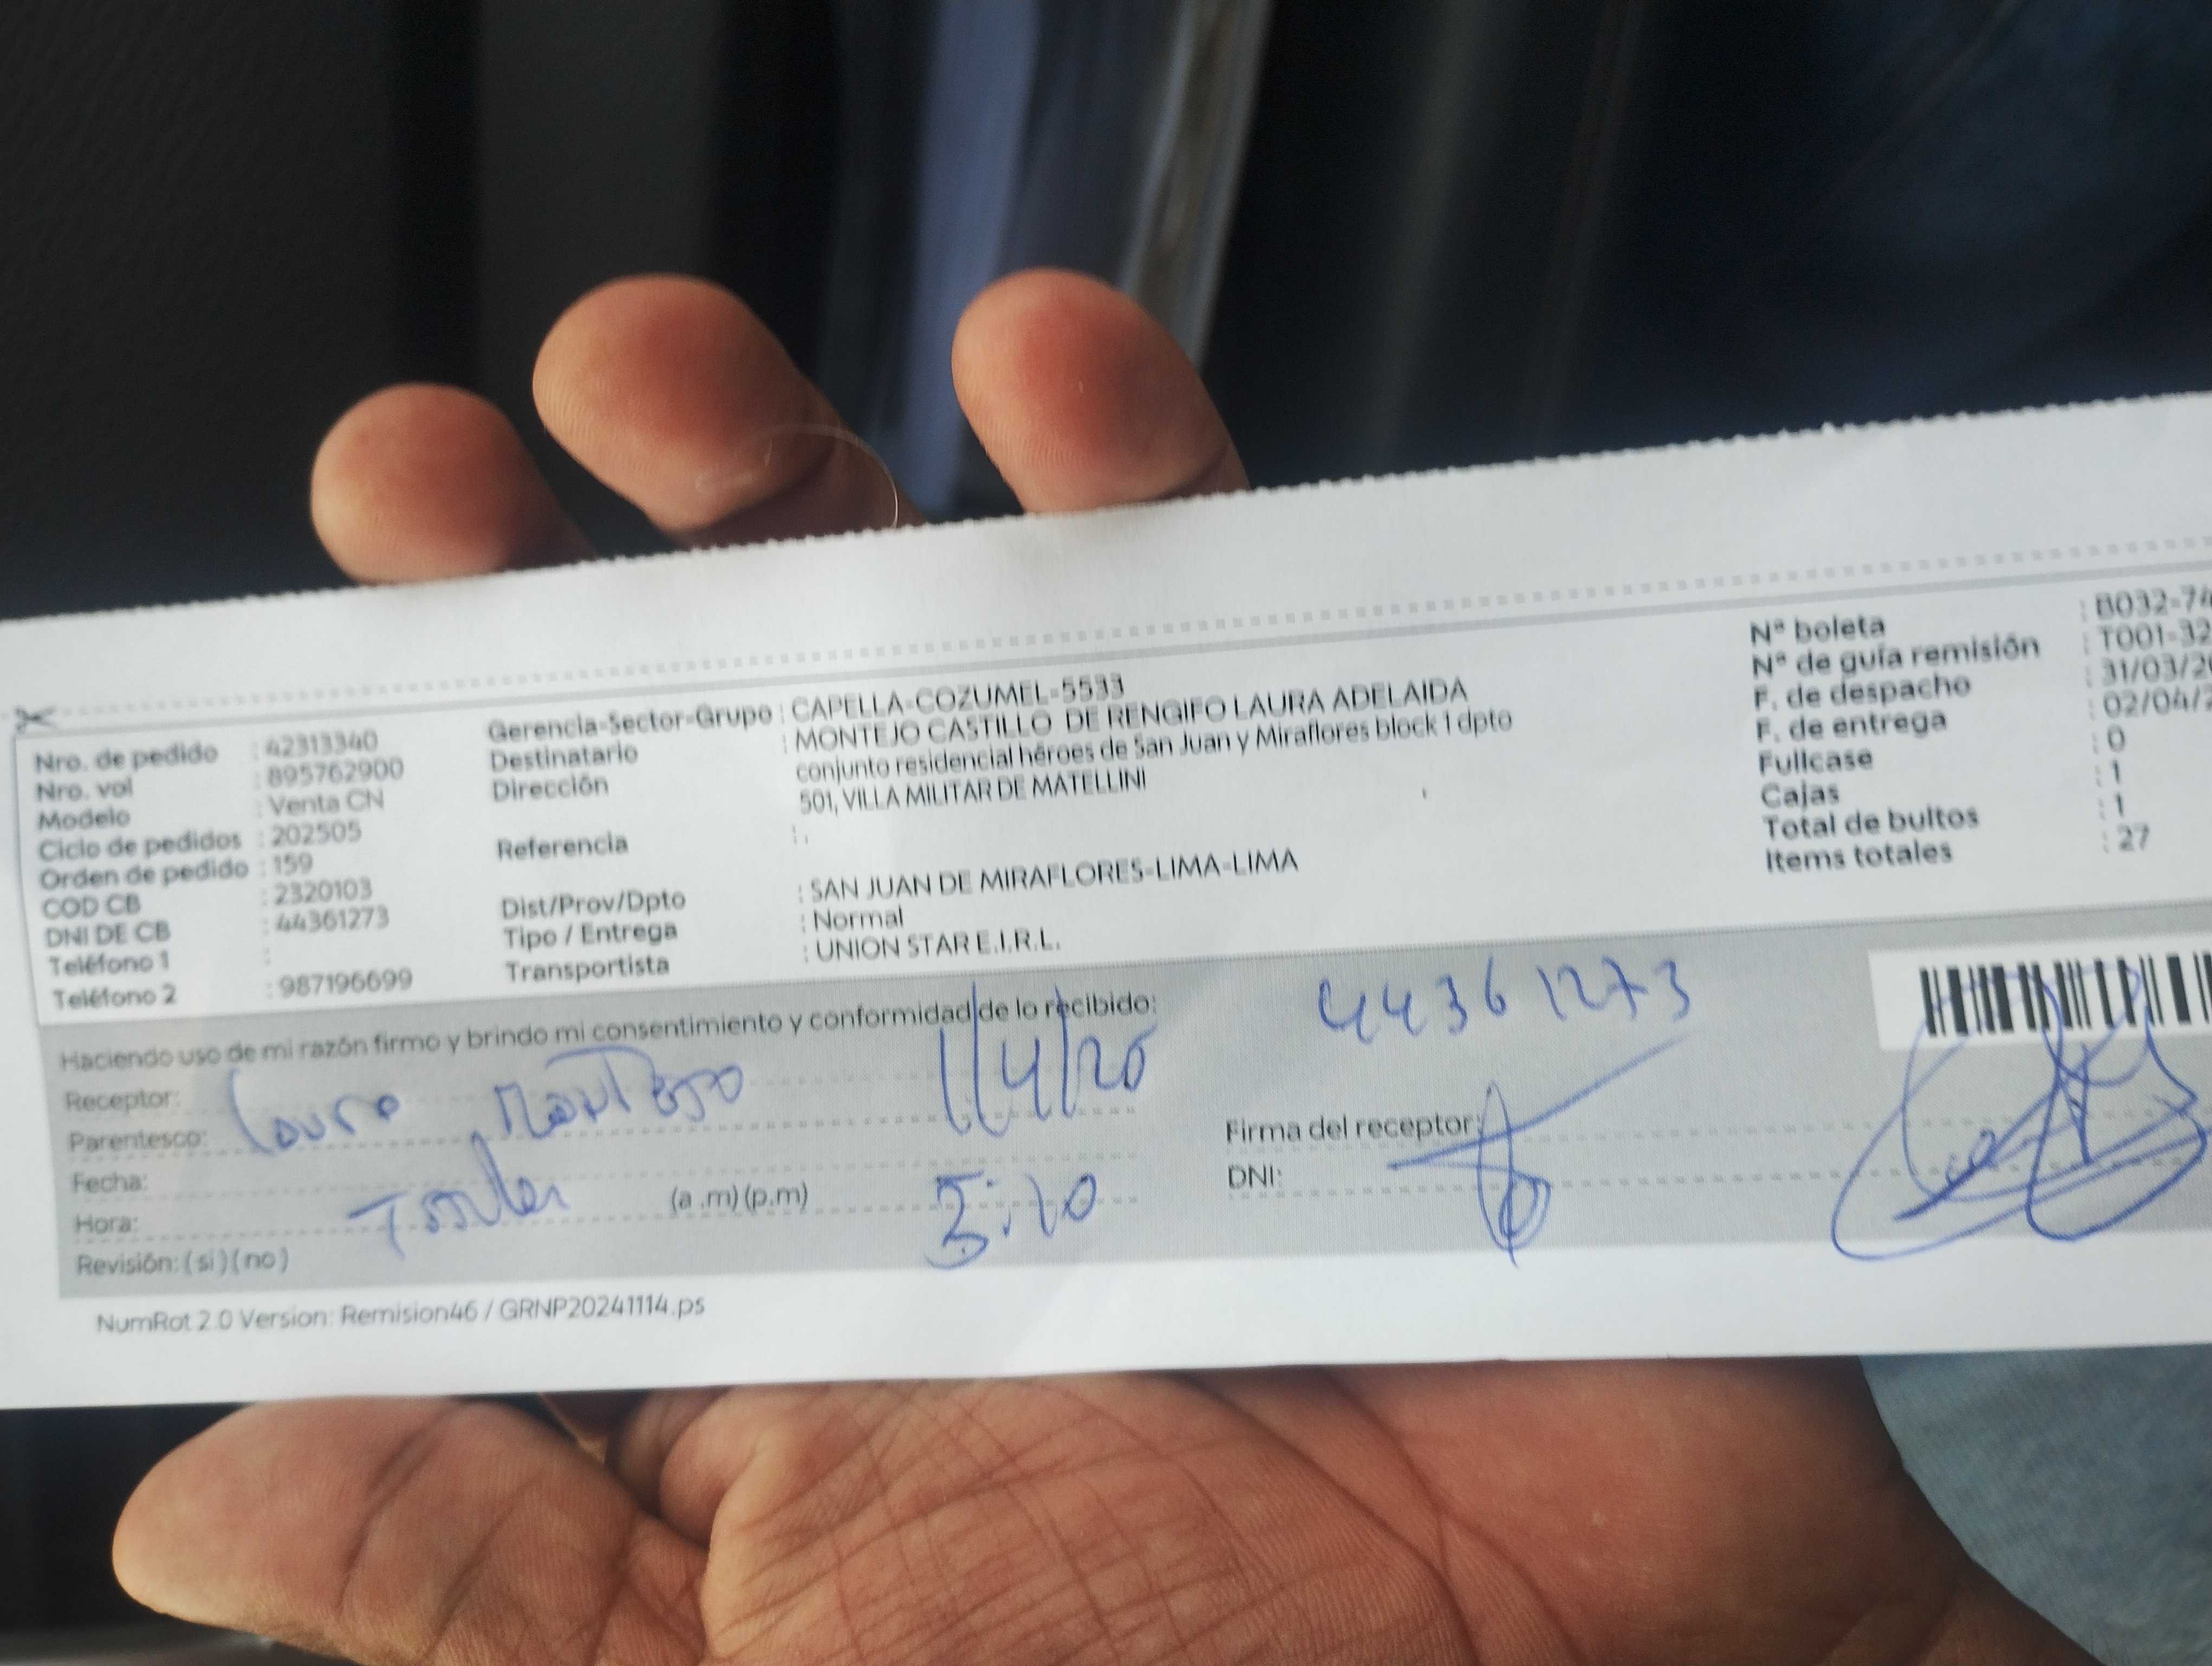 Nro. de pedido : 42313340
Nro. vol : 895762900
Modelo : Venta CN
Ciclo de pedidos : 202505
Orden de pedido : 159
COD CB : 2320103
DNI DE CB : 44361273
Teléfono 1 :
Teléfono 2 : 987196699
Gerencia-Sector-Grupo : CAPELLA-COZUMEL-5533
Destinatario : MONTEJO CASTILLO DE RENGIFO LAURA ADELAIDA
Dirección conjunto residencial héroes de San Juan y Miraflores block 1 dpto
501, VILLA MILITAR DE MATELLINI
Referencia : .
Dist/Prov/Dpto : SAN JUAN DE MIRAFLORES-LIMA-LIMA
Tipo / Entrega : Normal
Transportista : UNION STAR E.I.R.L.
Nº boleta : B032-74
Nº de guía remisión : T001-32
F. de despacho : 31/03/20
F. de entrega : 02/04/2
Fullcase : 0
Cajas : 1
Total de bultos : 1
Items totales : 27
Haciendo uso de mi razón firmo y brindo mi consentimiento y conformidad de lo recibido:
Receptor: Laura Montejo
Parentesco:
Fecha: 1/4/25
Hora: Titular (a .m) (p.m) 5:10
Revisión: ( si ) ( no )
44361273
Firma del receptor:
DNI:
NumRot 2.0 Version: Remision46 / GRNP20241114.ps